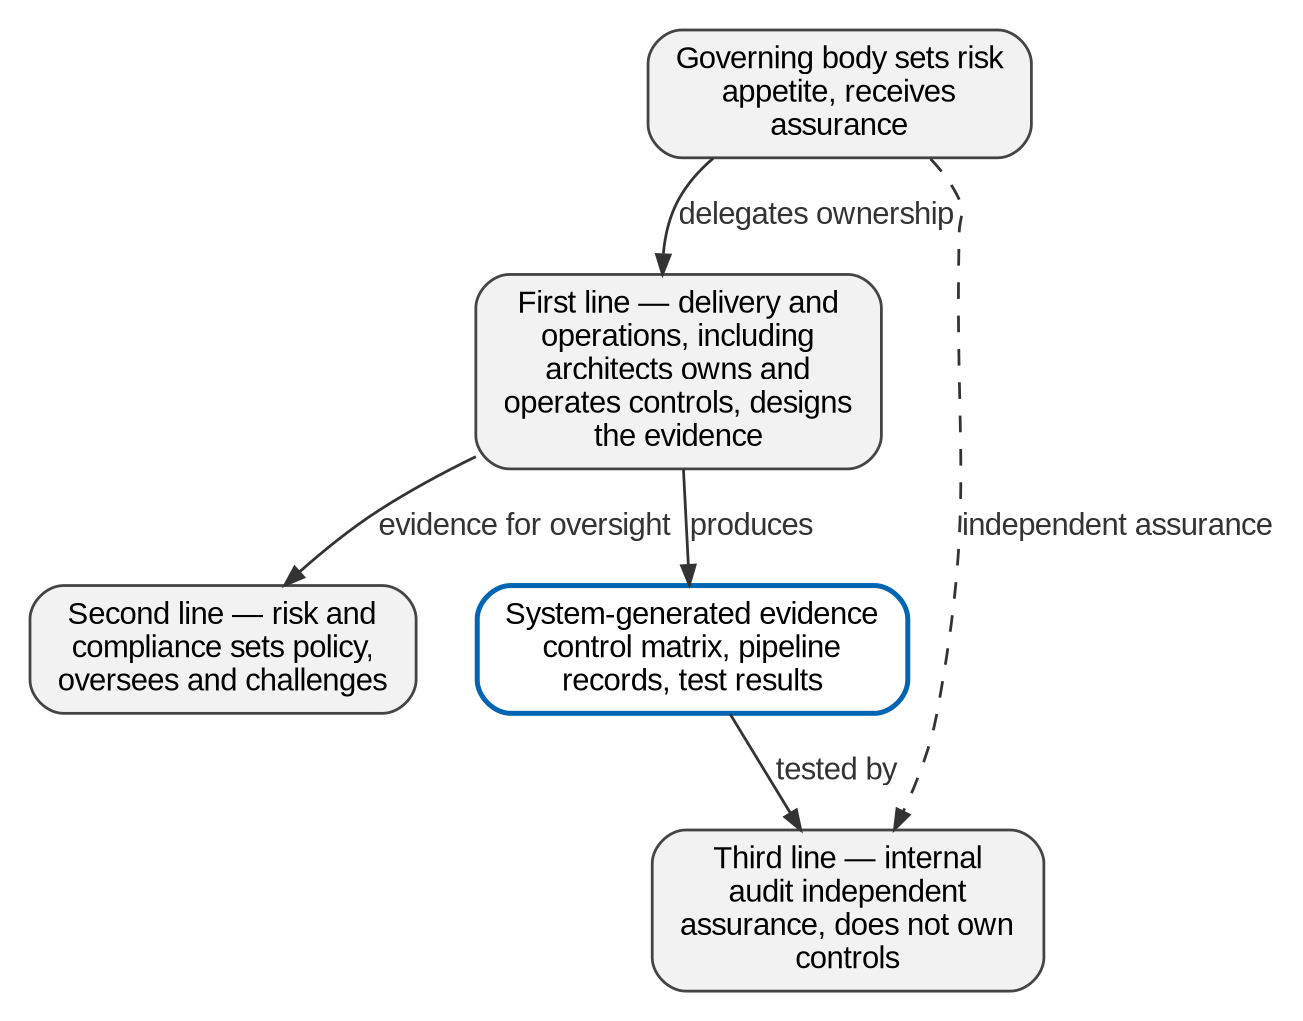 Governing body sets risk
appetite, receives
assurance
delegates ownership
First line — delivery and
operations, including
architects owns and
operates controls, designs
the evidence
evidence for oversight
produces
independent assurance
Second line — risk and
compliance sets policy,
oversees and challenges
System-generated evidence
control matrix, pipeline
records, test results
tested by
Third line — internal
audit independent
assurance, does not own
controls